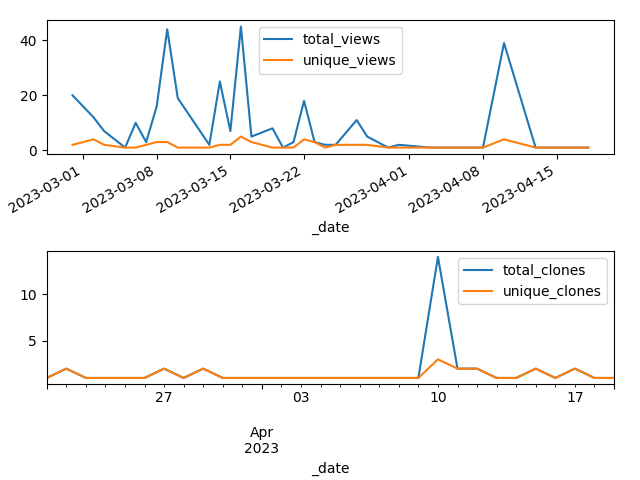 40
20
0
total_views
unique_views
2023-03-01
2023-03-08
2023-03-15
2023-03-22
2023-04-01
2023-04-08
2023-04-15
_date
10
5
total_clones
unique_clones
27
03
10
17
Apr
2023
_date